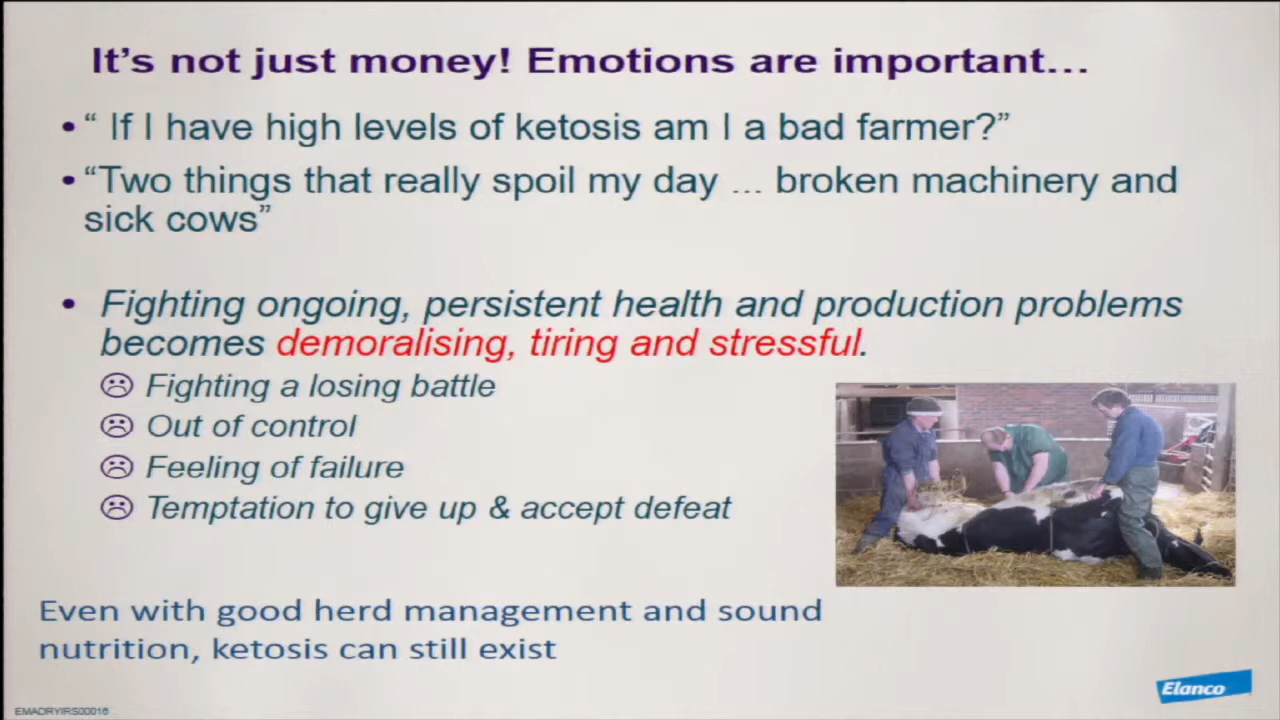 It's not just money! Emotions are important…
• “ If I have high levels of ketosis am I a bad farmer?”
• “Two things that really spoil my day ... broken machinery and
sick cows”
• Fighting ongoing, persistent health and production problems
becomes demoralising, tiring and stressful.
☹ Fighting a losing battle
☹ Out of control
☹ Feeling of failure
☹ Temptation to give up & accept defeat
Even with good herd management and sound
nutrition, ketosis can still exist
Elanco
EMADRYIRS00016